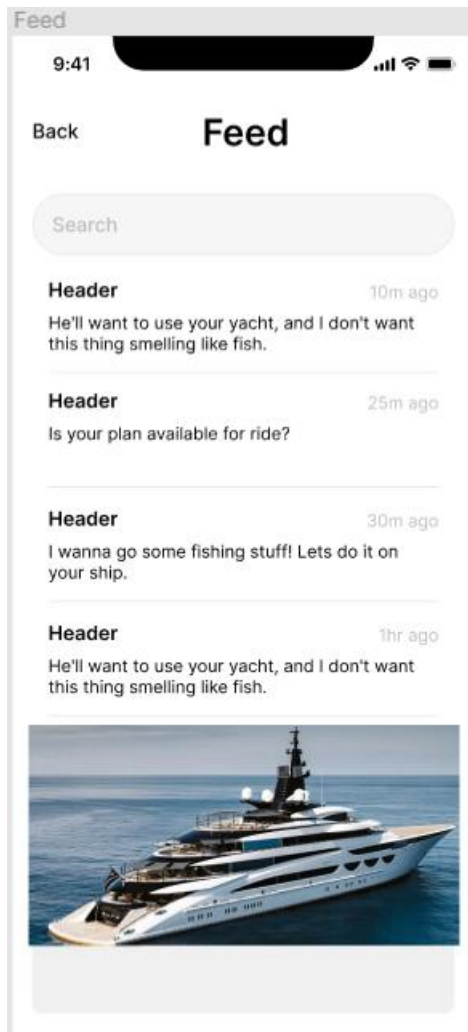 Feed
9:41
Back
Feed
Search
Header
10m ago
He'll want to use your yacht, and I don't want
this thing smelling like fish.
Header
25m ago
Is your plan available for ride?
Header
30m ago
I wanna go some fishing stuff! Lets do it on
your ship.
Header
1hr ago
He'll want to use your yacht, and I don't want
this thing smelling like fish.